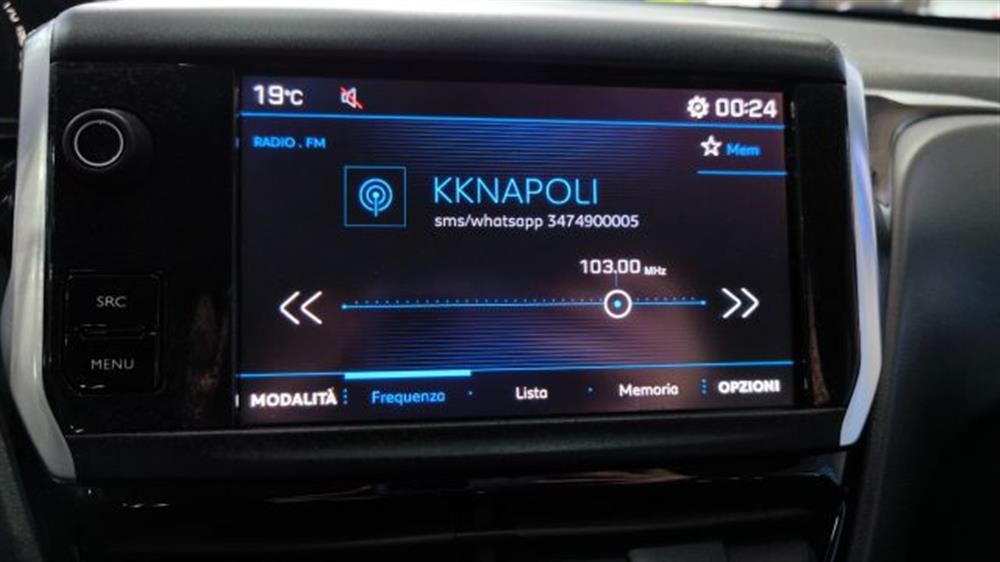 19°C
00:24
RADIO . FM
Mem
KKNAPOLI
sms/whatsapp 3474900005
103.00 MHz
SRC
MENU
MODALITÀ Frequenza Lista Memoria OPZIONI